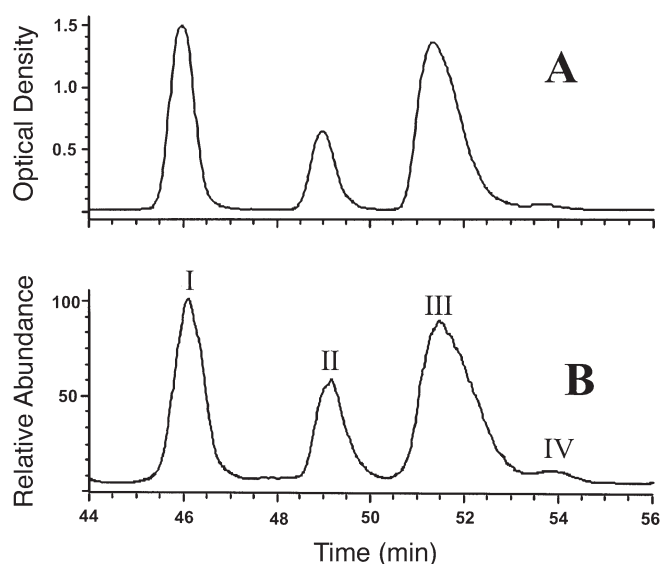 Optical Density
1.5
1.0
0.5
A
Relative Abundance
100
50
I
II
III
IV
B
44 46 48 50 52 54 56
Time (min)